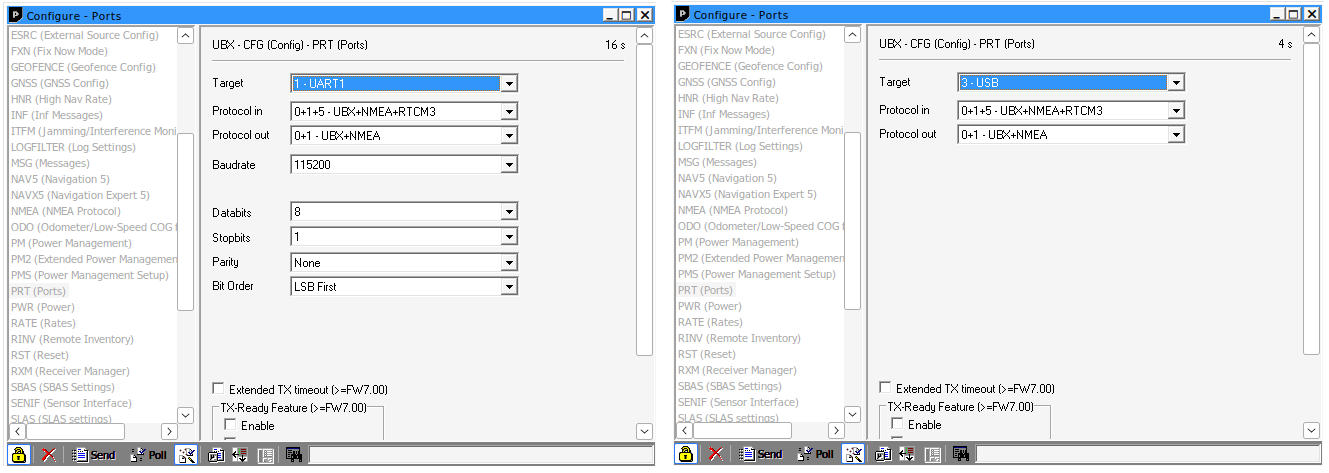 Configure - Ports
ESRC (External Source Config)
FXN (Fix Now Mode)
GEOFENCE (Geofence Config)
GNSS (GNSS Config)
HNR (High Nav Rate)
INF (Inf Messages)
ITFM (Jamming/Interference Moni
LOGFILTER (Log Settings)
MSG (Messages)
NAV5 (Navigation 5)
NAVX5 (Navigation Expert 5)
NMEA (NMEA Protocol)
ODO (Odometer/Low-Speed COG f
PM (Power Management)
PM2 (Extended Power Managemen
PMS (Power Management Setup)
PRT (Ports)
PWR (Power)
RATE (Rates)
RINV (Remote Inventory)
RST (Reset)
RXM (Receiver Manager)
SBAS (SBAS Settings)
SENIF (Sensor Interface)
SLAS (SLAS settings)
UBX - CFG (Config) - PRT (Ports) 16 s
Target 1 - UART1
Protocol in 0+1+5 - UBX+NMEA+RTCM3
Protocol out 0+1 - UBX+NMEA
Baudrate 115200
Databits 8
Stopbits 1
Parity None
Bit Order LSB First
Extended TX timeout (>=FW7.00)
TX-Ready Feature (>=FW7.00)
Enable
Send Poll
Configure - Ports
ESRC (External Source Config)
FXN (Fix Now Mode)
GEOFENCE (Geofence Config)
GNSS (GNSS Config)
HNR (High Nav Rate)
INF (Inf Messages)
ITFM (Jamming/Interference Moni
LOGFILTER (Log Settings)
MSG (Messages)
NAV5 (Navigation 5)
NAVX5 (Navigation Expert 5)
NMEA (NMEA Protocol)
ODO (Odometer/Low-Speed COG f
PM (Power Management)
PM2 (Extended Power Managemen
PMS (Power Management Setup)
PRT (Ports)
PWR (Power)
RATE (Rates)
RINV (Remote Inventory)
RST (Reset)
RXM (Receiver Manager)
SBAS (SBAS Settings)
SENIF (Sensor Interface)
SLAS (SLAS settings)
UBX - CFG (Config) - PRT (Ports) 4 s
Target 3 - USB
Protocol in 0+1+5 - UBX+NMEA+RTCM3
Protocol out 0+1 - UBX+NMEA
Extended TX timeout (>=FW7.00)
TX-Ready Feature (>=FW7.00)
Enable
Send Poll